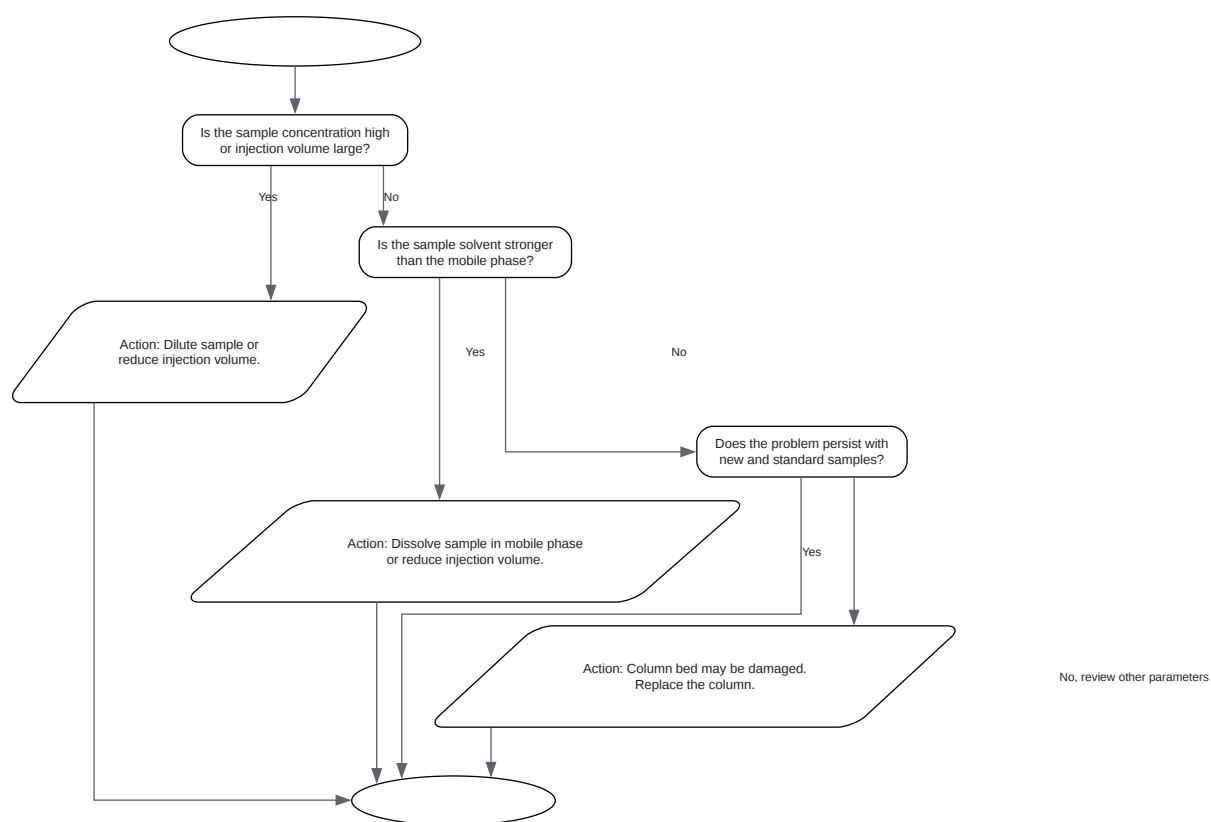 Is the sample concentration high
or injection volume large?
Yes
No
Is the sample solvent stronger
than the mobile phase?
Action: Dilute sample or
reduce injection volume.
Yes
No
Does the problem persist with
new and standard samples?
Action: Dissolve sample in mobile phase
or reduce injection volume.
Yes
Action: Column bed may be damaged.
Replace the column.
No, review other parameters